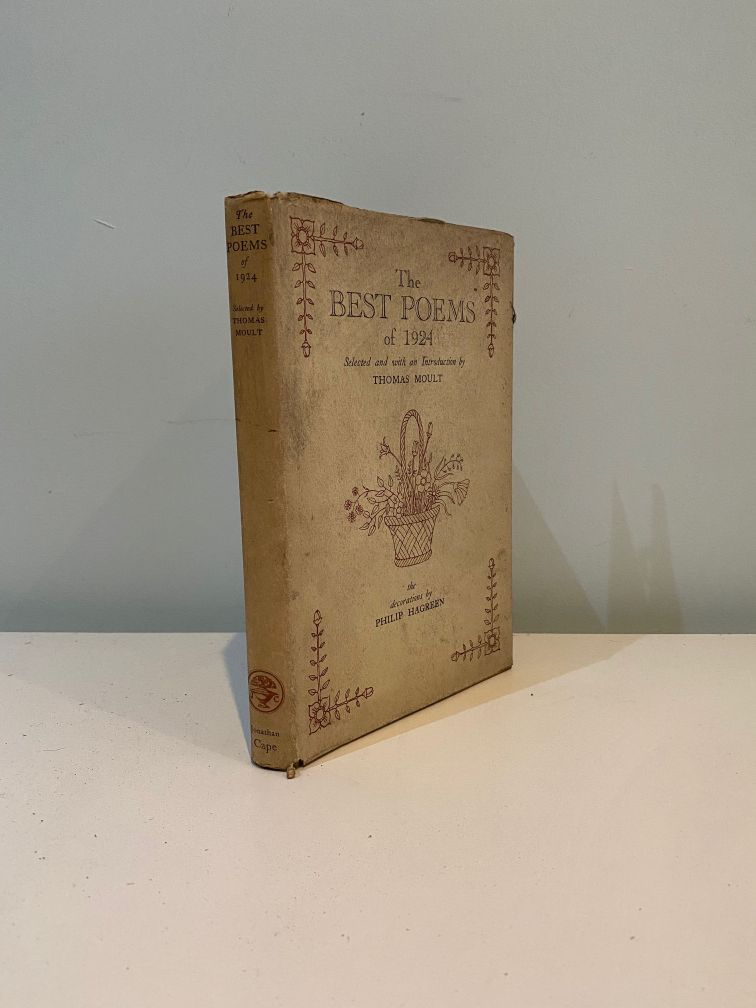 The
BEST
POEMS
of
1924
Selected by
THOMAS
MOULT
Jonathan
Cape
The
BEST POEMS
of 1924
Selected and with an Introduction by
THOMAS MOULT
the
decorations by
PHILIP HAGREEN